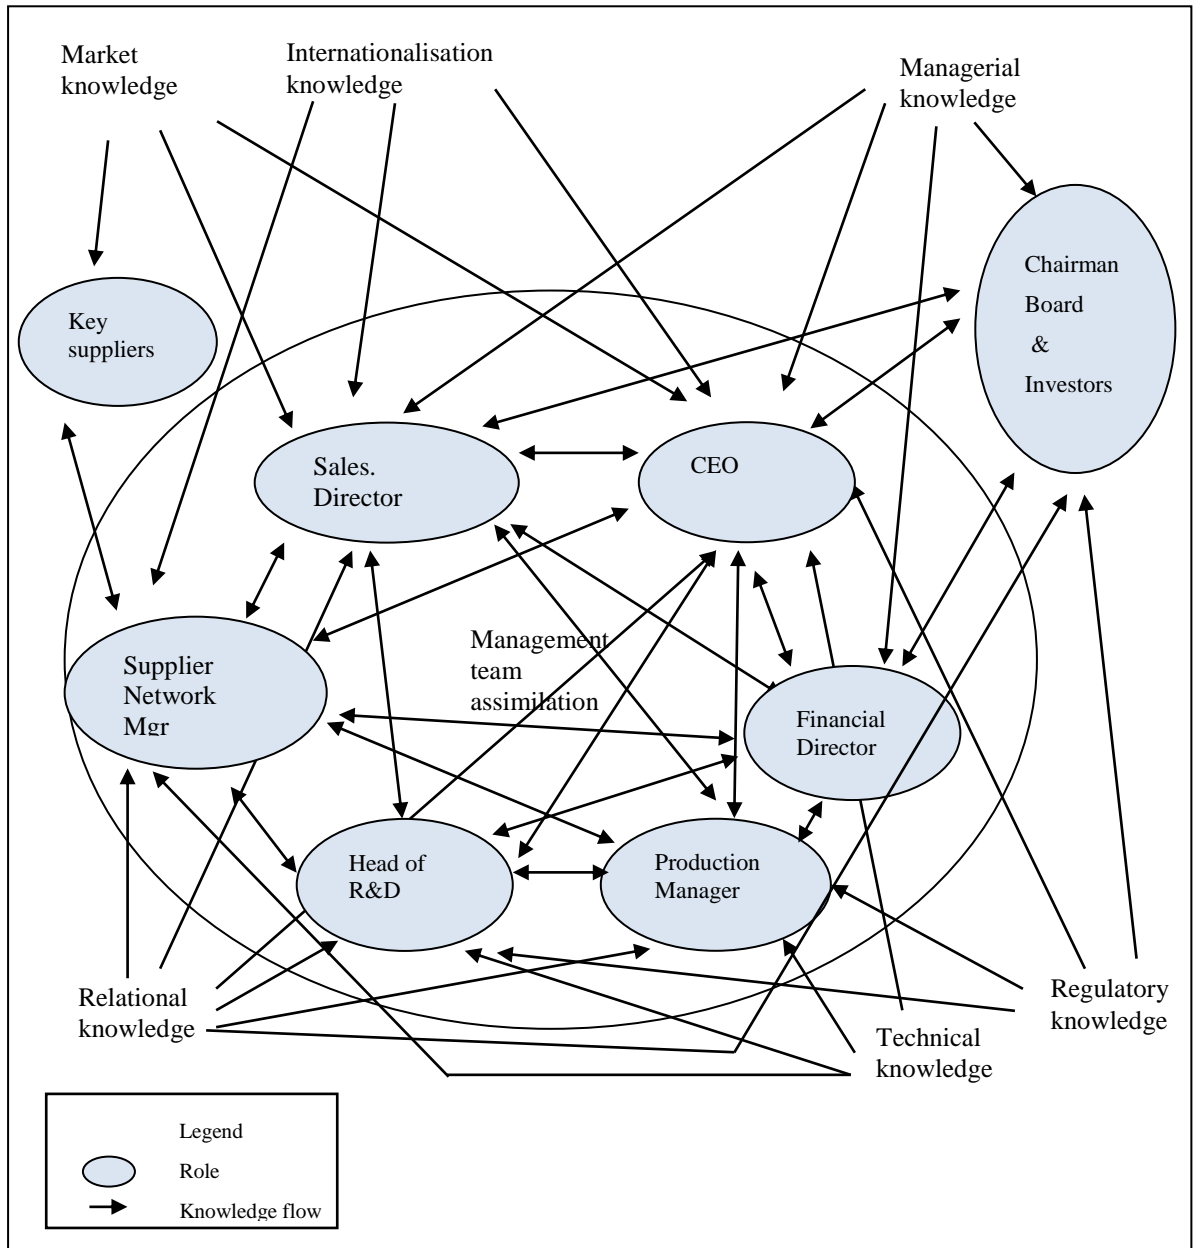 Market
knowledge
Internationalisation
knowledge
Managerial
knowledge
Chairman
Board
&
Investors
Key
suppliers
Sales.
Director
CEO
Management
team
assimilation
Supplier
Network
Mgr
Financial
Director
Head of
R&D
Production
Manager
Relational
knowledge
Regulatory
knowledge
Technical
knowledge
Legend
Role
Knowledge flow